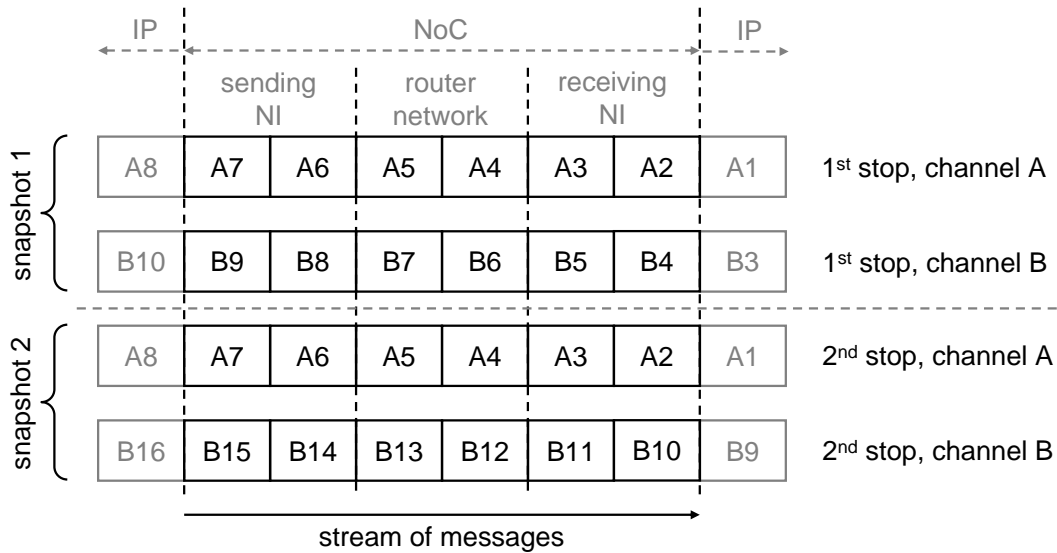 IP NoC IP
sending NI router network receiving NI
snapshot 1
A8 A7 A6 A5 A4 A3 A2 A1 1st stop, channel A
B10 B9 B8 B7 B6 B5 B4 B3 1st stop, channel B
snapshot 2
A8 A7 A6 A5 A4 A3 A2 A1 2nd stop, channel A
B16 B15 B14 B13 B12 B11 B10 B9 2nd stop, channel B
stream of messages